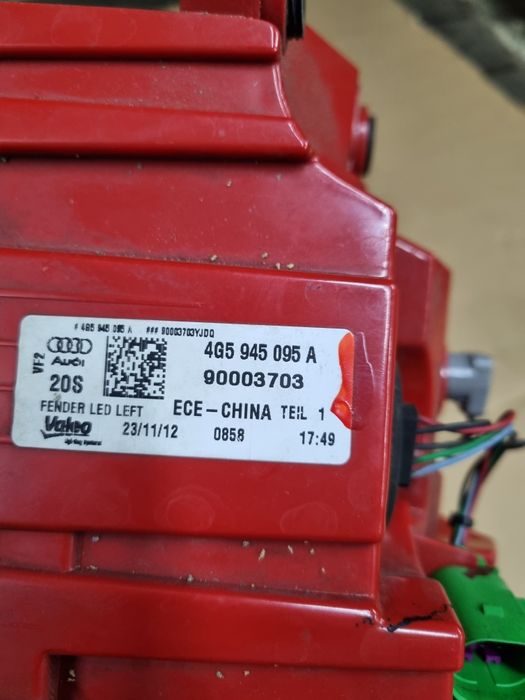 # 4G5 945 095 A ### 90003703YJDQ
VF2
Audi
20S
4G5 945 095 A
90003703
FENDER LED LEFT ECE-CHINA TEIL 1
Valeo 23/11/12 0858 17:49